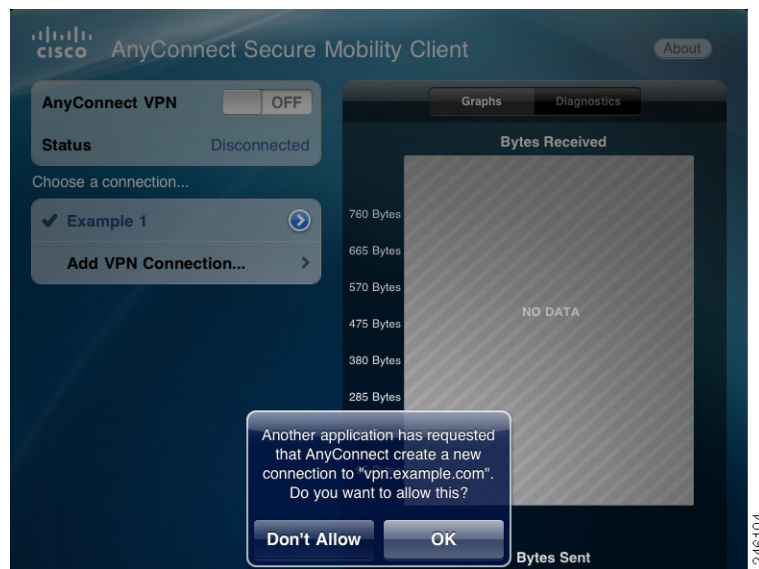 cisco AnyConnect Secure Mobility Client
About
AnyConnect VPN OFF
Status Disconnected
Choose a connection...
Example 1
Add VPN Connection...
Graphs Diagnostics
Bytes Received
760 Bytes
665 Bytes
570 Bytes
475 Bytes
380 Bytes
285 Bytes
NO DATA
Another application has requested
that AnyConnect create a new
connection to "vpn.example.com".
Do you want to allow this?
Don't Allow OK
Bytes Sent
246194